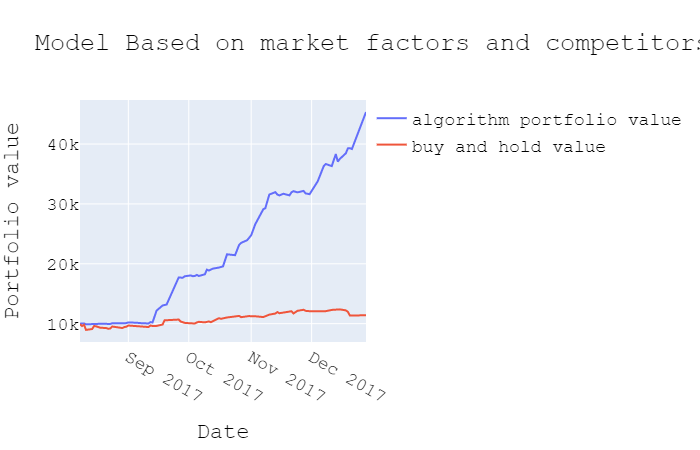 Model Based on market factors and competitors
algorithm portfolio value
buy and hold value
Portfolio value
40k
30k
20k
10k
Sep 2017
Oct 2017
Nov 2017
Dec 2017
Date